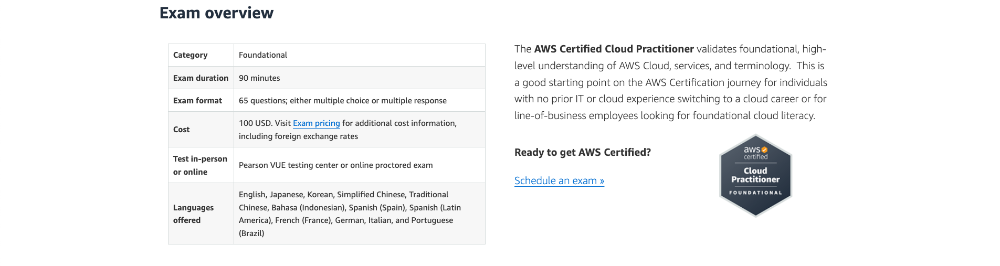 Exam overview
Category
Foundational
Exam duration
90 minutes
Exam format
65 questions; either multiple choice or multiple response
Cost
100 USD. Visit Exam pricing for additional cost information,
including foreign exchange rates
Test in-person
or online
Pearson VUE testing center or online proctored exam
Languages
offered
English, Japanese, Korean, Simplified Chinese, Traditional
Chinese, Bahasa (Indonesian), Spanish (Spain), Spanish (Latin
America), French (France), German, Italian, and Portuguese
(Brazil)
The AWS Certified Cloud Practitioner validates foundational, high-
level understanding of AWS Cloud, services, and terminology.  This is
a good starting point on the AWS Certification journey for individuals
with no prior IT or cloud experience switching to a cloud career or for
line-of-business employees looking for foundational cloud literacy.
Ready to get AWS Certified?
Schedule an exam »
aws
certified
Cloud
Practitioner
FOUNDATIONAL